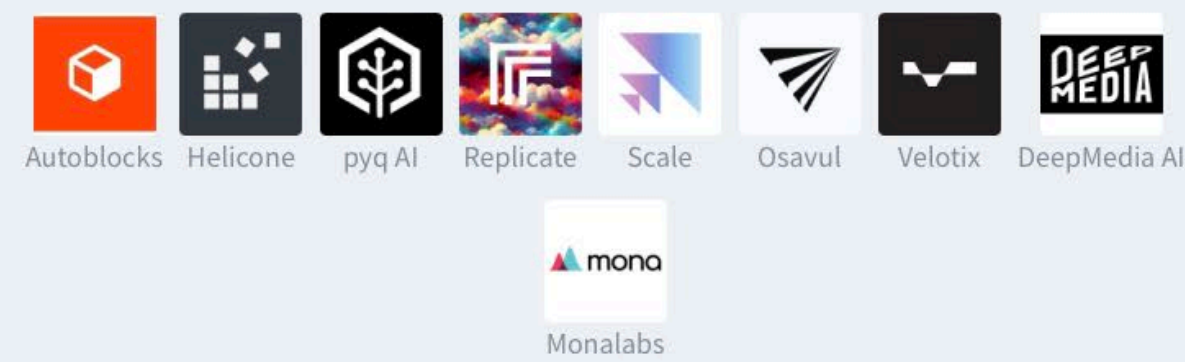 DEEP
MEDIA
Autoblocks Helicone pyq AI Replicate Scale Osavul Velotix DeepMedia AI
mona
Monalabs